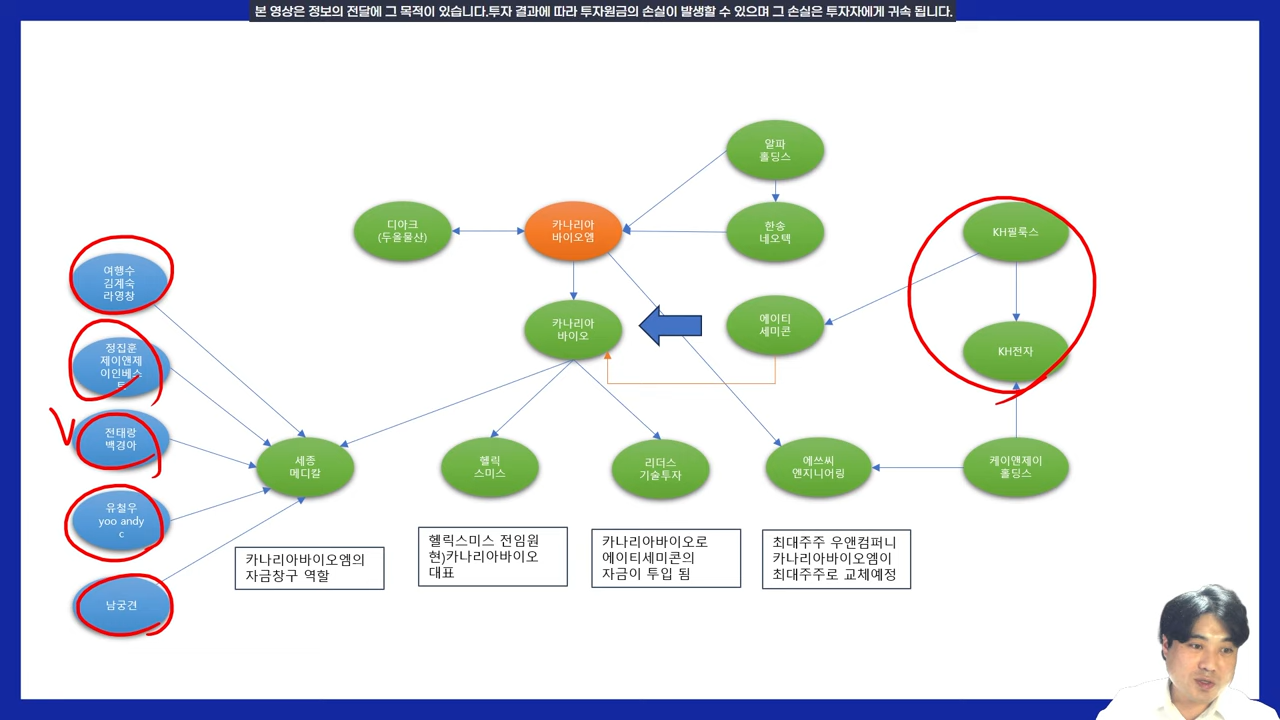 본 영상은 정보의 전달에 그 목적이 있습니다.투자 결과에 따라 투자원금의 손실이 발생할 수 있으며 그 손실은 투자자에게 귀속 됩니다.
알파
홀딩스
디아크
(두올물산)
카나리아
바이오엠
한송
네오텍
KH필룩스
여행수
김계숙
라영창
카나리아
바이오
에이티
세미콘
KH전자
정집훈
제이앤제
이인베스
트
전태랑
백경아
세종
메디칼
헬릭
스미스
리더스
기술투자
에쓰씨
엔지니어링
케이앤제이
홀딩스
유철우
yoo andy
c
남궁견
카나리아바이오엠의
자금창구 역할
헬릭스미스 전임원
현)카나리아바이오
대표
카나리아바이오로
에이티세미콘의
자금이 투입 됨
최대주주 우앤컴퍼니
카나리아바이오엠이
최대주주로 교체예정